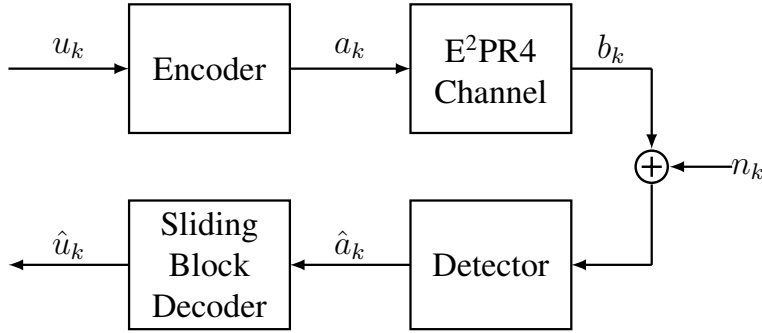 u_k
Encoder
a_k
E²PR4
Channel
b_k
+
n_k
û_k
Sliding
Block
Decoder
â_k
Detector